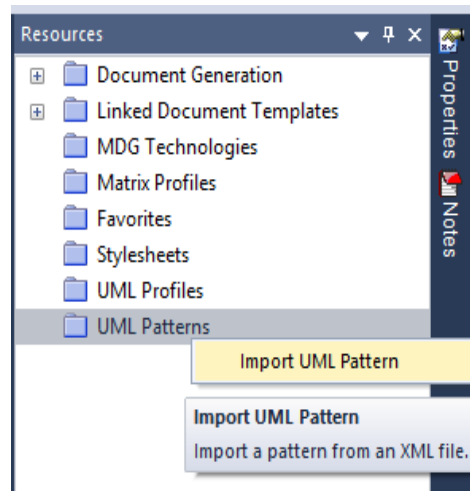 Resources
Document Generation
Linked Document Templates
MDG Technologies
Matrix Profiles
Favorites
Stylesheets
UML Profiles
UML Patterns
Import UML Pattern
Import UML Pattern
Import a pattern from an XML file.
Properties
Notes